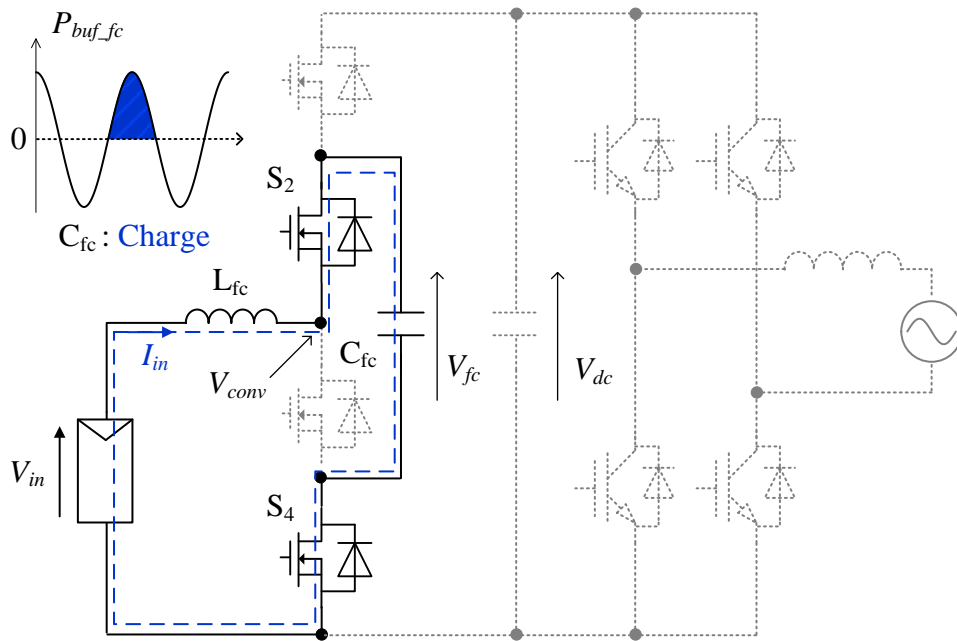 P_buf_fc
0
C_fc : Charge
S_2
L_fc
I_in
V_conv
C_fc
V_fc
V_dc
V_in
S_4